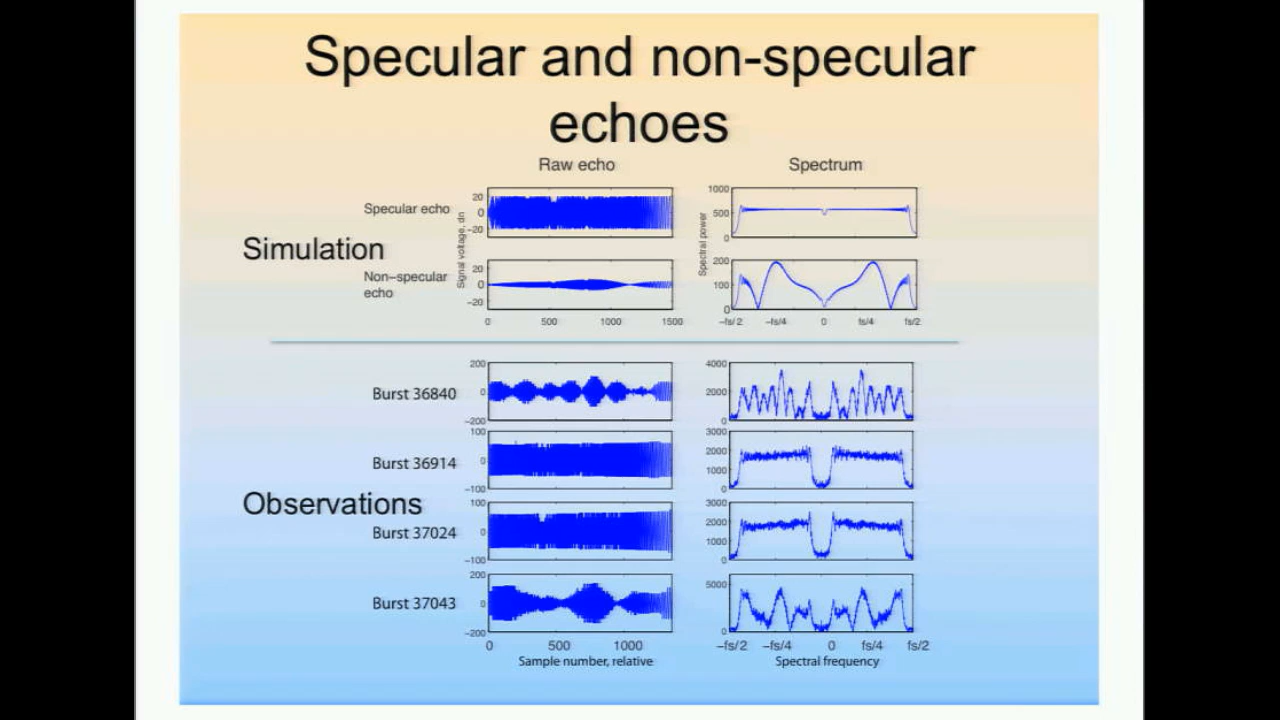 Specular and non-specular
echoes
Raw echo
Spectrum
Simulation
Specular echo
Signal voltage, dn
20
0
−20
Spectral power
1000
500
0
Non−specular
echo
20
0
−20
0 500 1000 1500
200
100
0
−fs/2 −fs/4 0 fs/4 fs/2
Observations
Burst 36840
200
0
−200
4000
2000
0
Burst 36914
100
0
−100
3000
2000
1000
0
Burst 37024
100
0
−100
3000
2000
1000
0
Burst 37043
200
0
−200
5000
0
0 500 1000
Sample number, relative
−fs/2 −fs/4 0 fs/4 fs/2
Spectral frequency